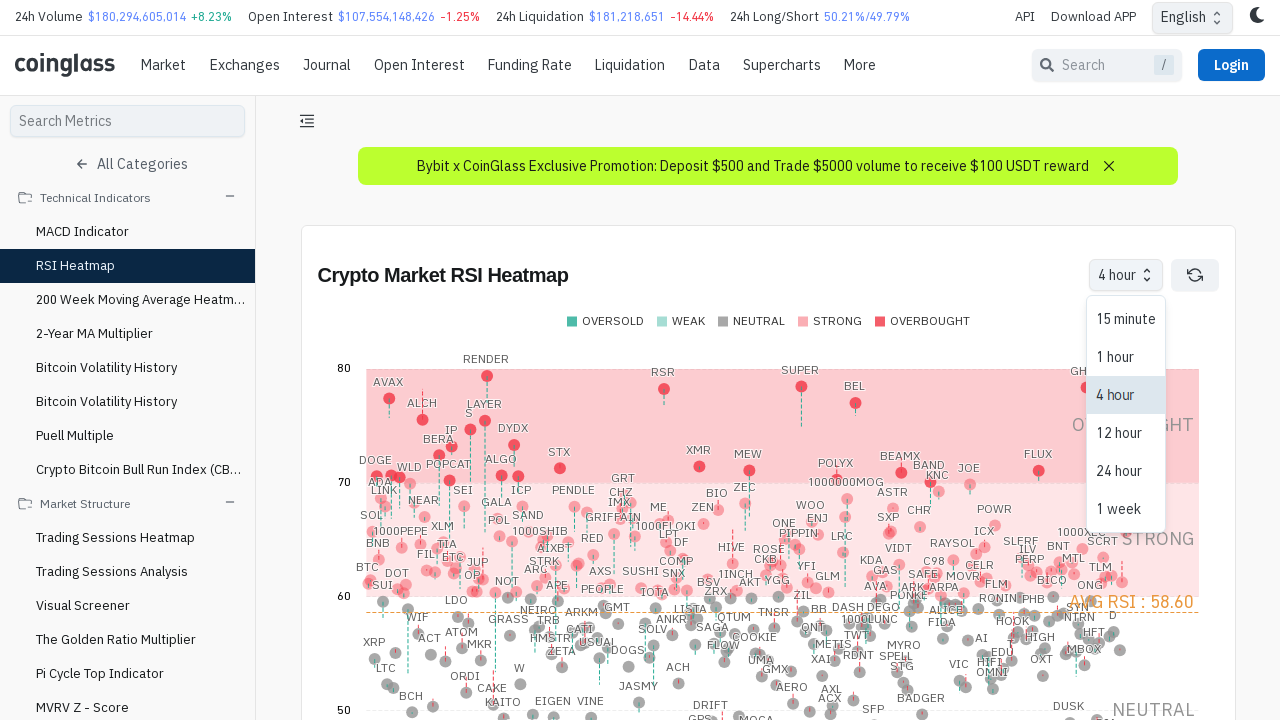 24h Volume $180,294,605,014 +8.23% Open Interest $107,554,148,426 -1.25% 24h Liquidation $181,218,651 -14.44% 24h Long/Short 50.21%/49.79% API Download APP English
coinglass Market Exchanges Journal Open Interest Funding Rate Liquidation Data Supercharts More Search / Login
Search Metrics
All Categories
Technical Indicators
MACD Indicator
RSI Heatmap
200 Week Moving Average Heatm...
2-Year MA Multiplier
Bitcoin Volatility History
Bitcoin Volatility History
Puell Multiple
Crypto Bitcoin Bull Run Index (CB...
Market Structure
Trading Sessions Heatmap
Trading Sessions Analysis
Visual Screener
The Golden Ratio Multiplier
Pi Cycle Top Indicator
MVRV Z - Score
Bybit x CoinGlass Exclusive Promotion: Deposit $500 and Trade $5000 volume to receive $100 USDT reward
Crypto Market RSI Heatmap
4 hour
15 minute
1 hour
4 hour
12 hour
24 hour
1 week
OVERSOLD WEAK NEUTRAL STRONG OVERBOUGHT
80
RENDER
AVAX RSR SUPER BEL
ALCH LAYER
S
IP DYDX
BERA
DOGE WLD POPCAT ALGO STX XMR MEW POLYX BEAMX BAND KNC JOE FLUX
70
ADA
LINK NEAR SEI GALA ICP PENDLE GRT CHZ IMX BIO ZEC 1000000MOG ASTR
SOL 1000PEPE XLM POL SAND 1000SHIB GRIFFAIN ME 1000FLOKI ZEN ONE WOO ENJ SXP CHR POWR
BNB FIL TIA ETC AIXBT RED LPT DF HIVE ROSE PIPPIN LRC VIDT RAYSOL ICX SLERF BNT SCRT
BTC DOT JUP OP STRK ARC AXS SUSHI COMP SNX 1INCH CKB YFI KDA GAS C98 CELR ILV PERP MTL TLM
SUI NOT APE PEOPLE IOTA BSV ZRX AKT YGG ZIL GLM AVA ARK SAFE ARPA MOVR FLM BICO ONG
STRONG
60
AVG RSI : 58.60
LDO WIF GRASS NEIRO TRB ARKM GMT LISTA ANKR QTUM TNSR BB DASH DEGO ALICE FIDA RONIN PHB HOOK SYN NTRN
XRP ACT ATOM MKR HMSTR ZETA CATI USUAL SOLV SAGA FLOW COOKIE QNT 1000LUNC TWT METIS AI EDU HIGH HFT MBOX
LTC ORDI W DOGS ACH UMA GMX XAI RDNT MYRO SPELL STG VIC HIFI OMNI OXT
BCH CAKE KAITO EIGEN VINE JASMY DRIFT AERO AXL ACX SFP BADGER DUSK
50
NEUTRAL